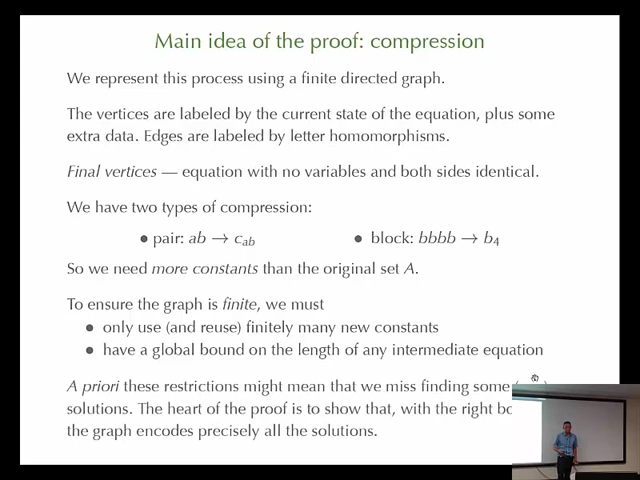 Main idea of the proof: compression
We represent this process using a finite directed graph.
The vertices are labeled by the current state of the equation, plus some
extra data. Edges are labeled by letter homomorphisms.
Final vertices — equation with no variables and both sides identical.
We have two types of compression:
• pair: ab → c_ab
• block: bbbb → b_4
So we need more constants than the original set A.
To ensure the graph is finite, we must
• only use (and reuse) finitely many new constants
• have a global bound on the length of any intermediate equation
A priori these restrictions might mean that we miss finding some
solutions. The heart of the proof is to show that, with the right
the graph encodes precisely all the solutions.